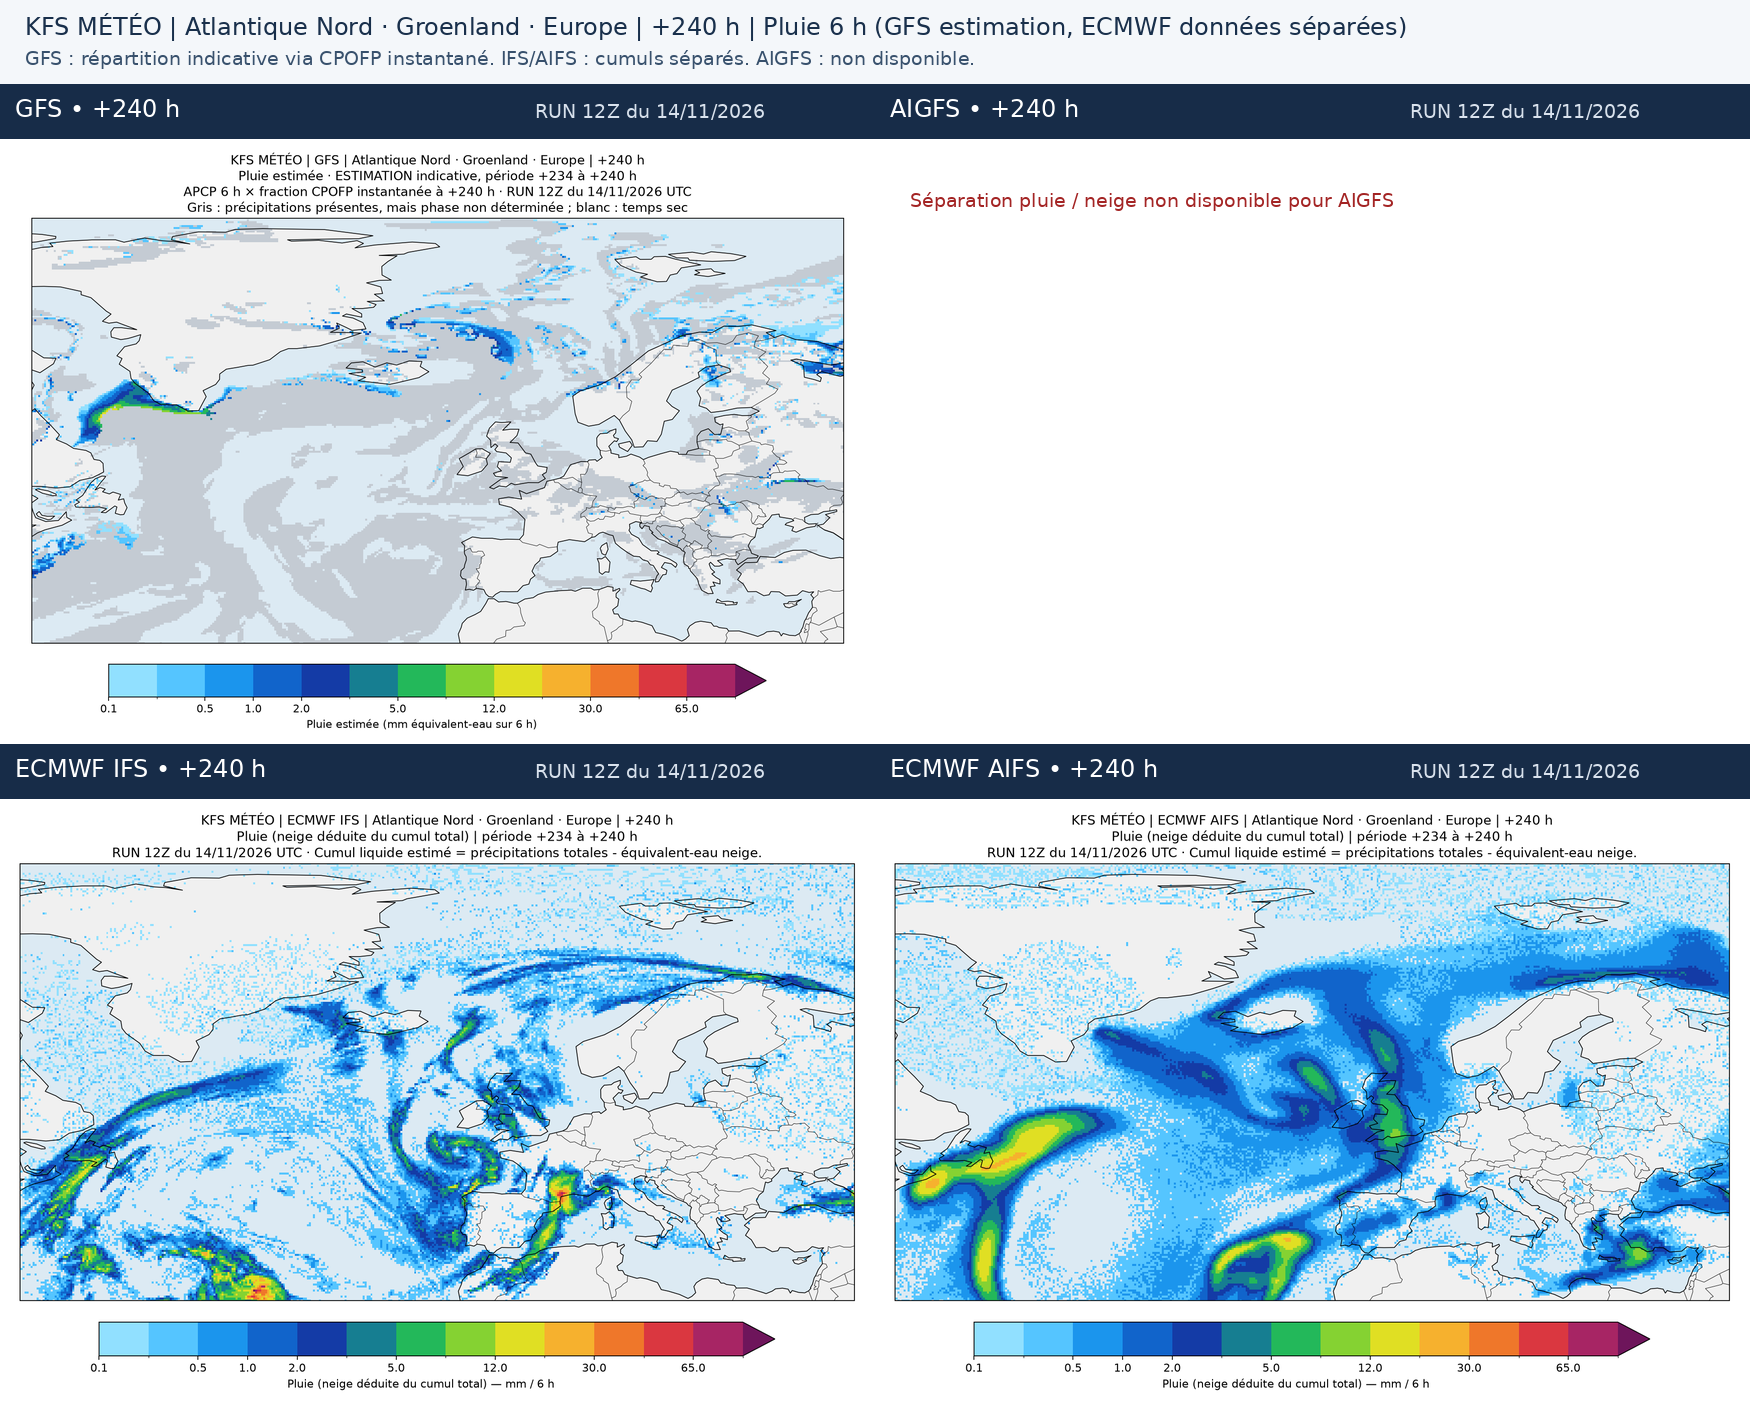 KFS MÉTÉO | Atlantique Nord · Groenland · Europe | +240 h | Pluie 6 h (GFS estimation, ECMWF données séparées)
GFS : répartition indicative via CPOFP instantané. IFS/AIFS : cumuls séparés. AIGFS : non disponible.
GFS • +240 h
RUN 12Z du 14/11/2026
AIGFS • +240 h
RUN 12Z du 14/11/2026
KFS MÉTÉO | GFS | Atlantique Nord · Groenland · Europe | +240 h
Pluie estimée · ESTIMATION indicative, période +234 à +240 h
APCP 6 h × fraction CPOFP instantanée à +240 h · RUN 12Z du 14/11/2026 UTC
Gris : précipitations présentes, mais phase non déterminée ; blanc : temps sec
Séparation pluie / neige non disponible pour AIGFS
0.1 0.5 1.0 2.0 5.0 12.0 30.0 65.0
Pluie estimée (mm équivalent-eau sur 6 h)
ECMWF IFS • +240 h
RUN 12Z du 14/11/2026
ECMWF AIFS • +240 h
RUN 12Z du 14/11/2026
KFS MÉTÉO | ECMWF IFS | Atlantique Nord · Groenland · Europe | +240 h
Pluie (neige déduite du cumul total) | période +234 à +240 h
RUN 12Z du 14/11/2026 UTC · Cumul liquide estimé = précipitations totales - équivalent-eau neige.
KFS MÉTÉO | ECMWF AIFS | Atlantique Nord · Groenland · Europe | +240 h
Pluie (neige déduite du cumul total) | période +234 à +240 h
RUN 12Z du 14/11/2026 UTC · Cumul liquide estimé = précipitations totales - équivalent-eau neige.
0.1 0.5 1.0 2.0 5.0 12.0 30.0 65.0
Pluie (neige déduite du cumul total) — mm / 6 h
0.1 0.5 1.0 2.0 5.0 12.0 30.0 65.0
Pluie (neige déduite du cumul total) — mm / 6 h